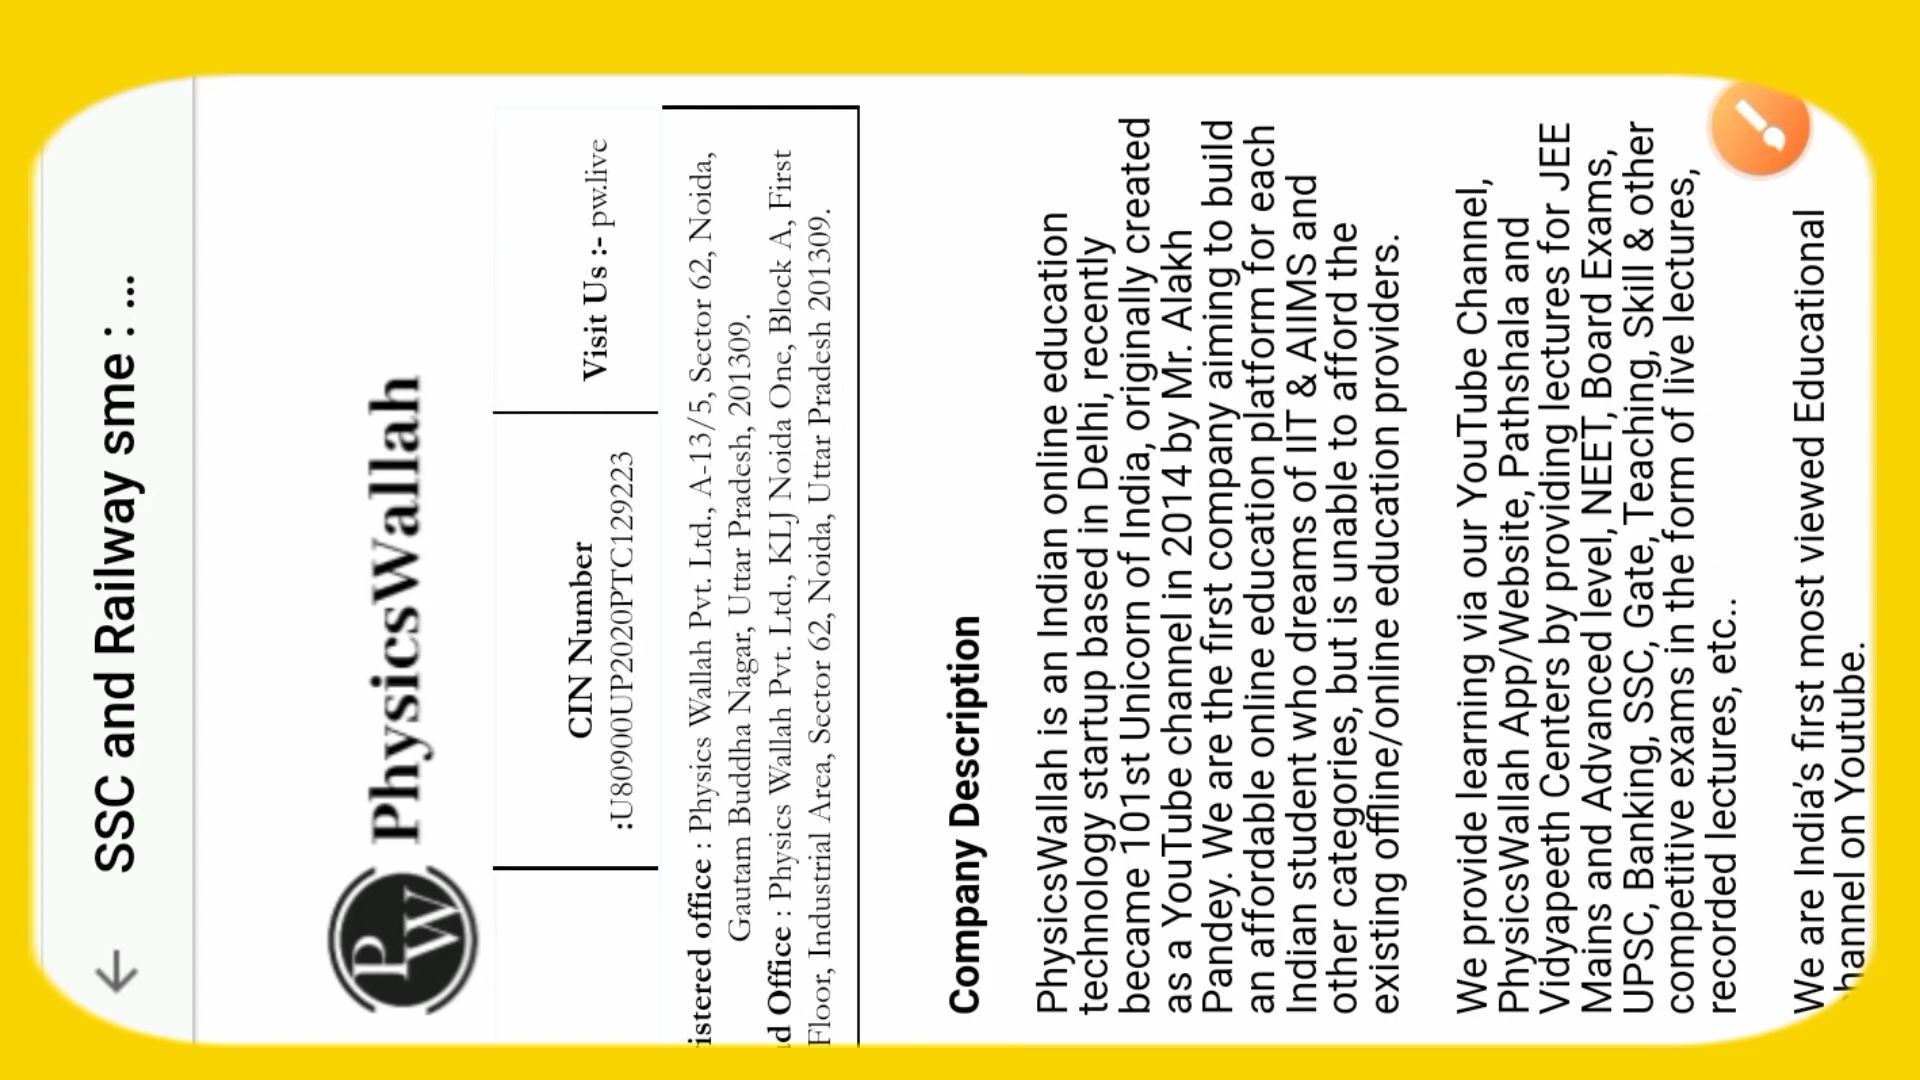 SSC and Railway sme : ...
PW
PhysicsWallah
CIN Number
:U80900UP2020PTC129223
Visit Us :- pw.live
istered office : Physics Wallah Pvt. Ltd., A-13/5, Sector 62, Noida,
Gautam Buddha Nagar, Uttar Pradesh, 201309.
d Office : Physics Wallah Pvt. Ltd., KLJ Noida One, Block A, First
Floor, Industrial Area, Sector 62, Noida, Uttar Pradesh 201309.
Company Description
PhysicsWallah is an Indian online education
technology startup based in Delhi, recently
became 101st Unicorn of India, originally created
as a YouTube channel in 2014 by Mr. Alakh
Pandey. We are the first company aiming to build
an affordable online education platform for each
Indian student who dreams of IIT & AIIMS and
other categories, but is unable to afford the
existing offline/online education providers.
We provide learning via our YouTube Channel,
PhysicsWallah App/Website, Pathshala and
Vidyapeeth Centers by providing lectures for JEE
Mains and Advanced level, NEET, Board Exams,
UPSC, Banking, SSC, Gate, Teaching, Skill & other
competitive exams in the form of live lectures,
recorded lectures, etc..
We are India's first most viewed Educational
channel on Youtube.